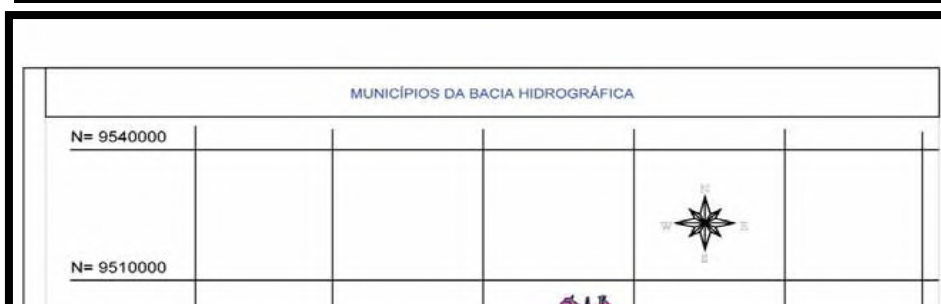 MUNICÍPIOS DA BACIA HIDROGRÁFICA
N= 9540000
N
W E
S
N= 9510000